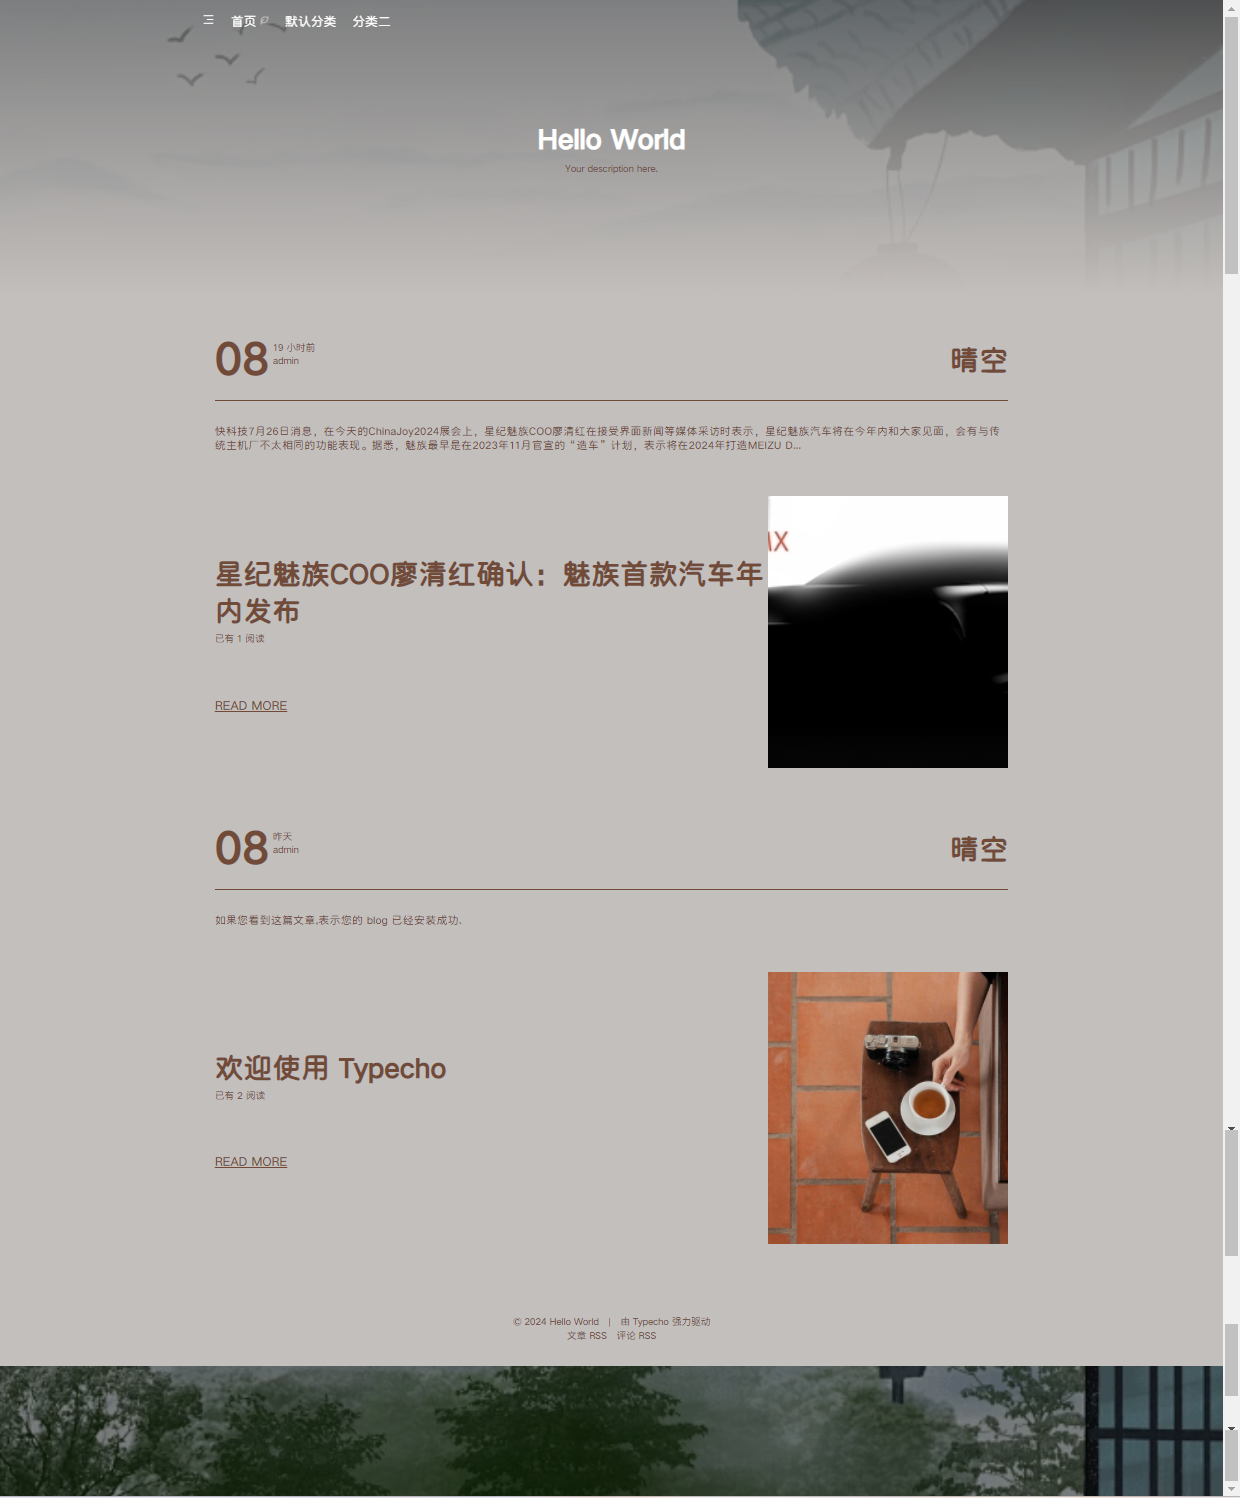 首页 默认分类 分类二
Hello World
Your description here.
08 19 小时前
admin
晴空
快科技7月26日消息，在今天的ChinaJoy2024展会上，星纪魅族COO廖清红在接受界面新闻等媒体采访时表示，星纪魅族汽车将在今年内和大家见面，会有与传
统主机厂不太相同的功能表现。据悉，魅族最早是在2023年11月官宣的“造车”计划，表示将在2024年打造MEIZU D...
星纪魅族COO廖清红确认：魅族首款汽车年
内发布
已有 1 阅读
READ MORE
08 昨天
admin
晴空
如果您看到这篇文章,表示您的 blog 已经安装成功.
欢迎使用 Typecho
已有 2 阅读
READ MORE
© 2024 Hello World | 由 Typecho 强力驱动
文章 RSS 评论 RSS